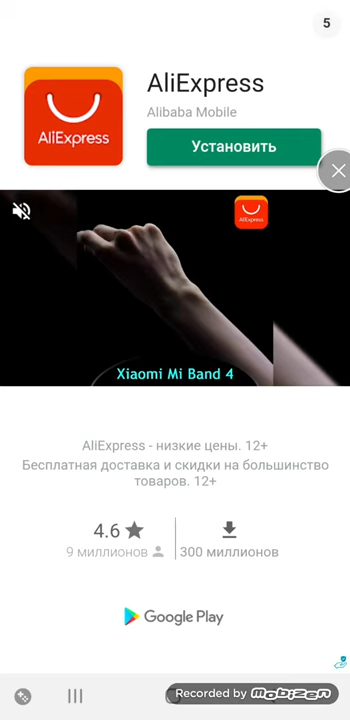 5
AliExpress
AliExpress
Alibaba Mobile
Установить
AliExpress
Xiaomi Mi Band 4
AliExpress - низкие цены. 12+
Бесплатная доставка и скидки на большинство
товаров. 12+
4.6
9 миллионов
300 миллионов
Google Play
Recorded by mobizen